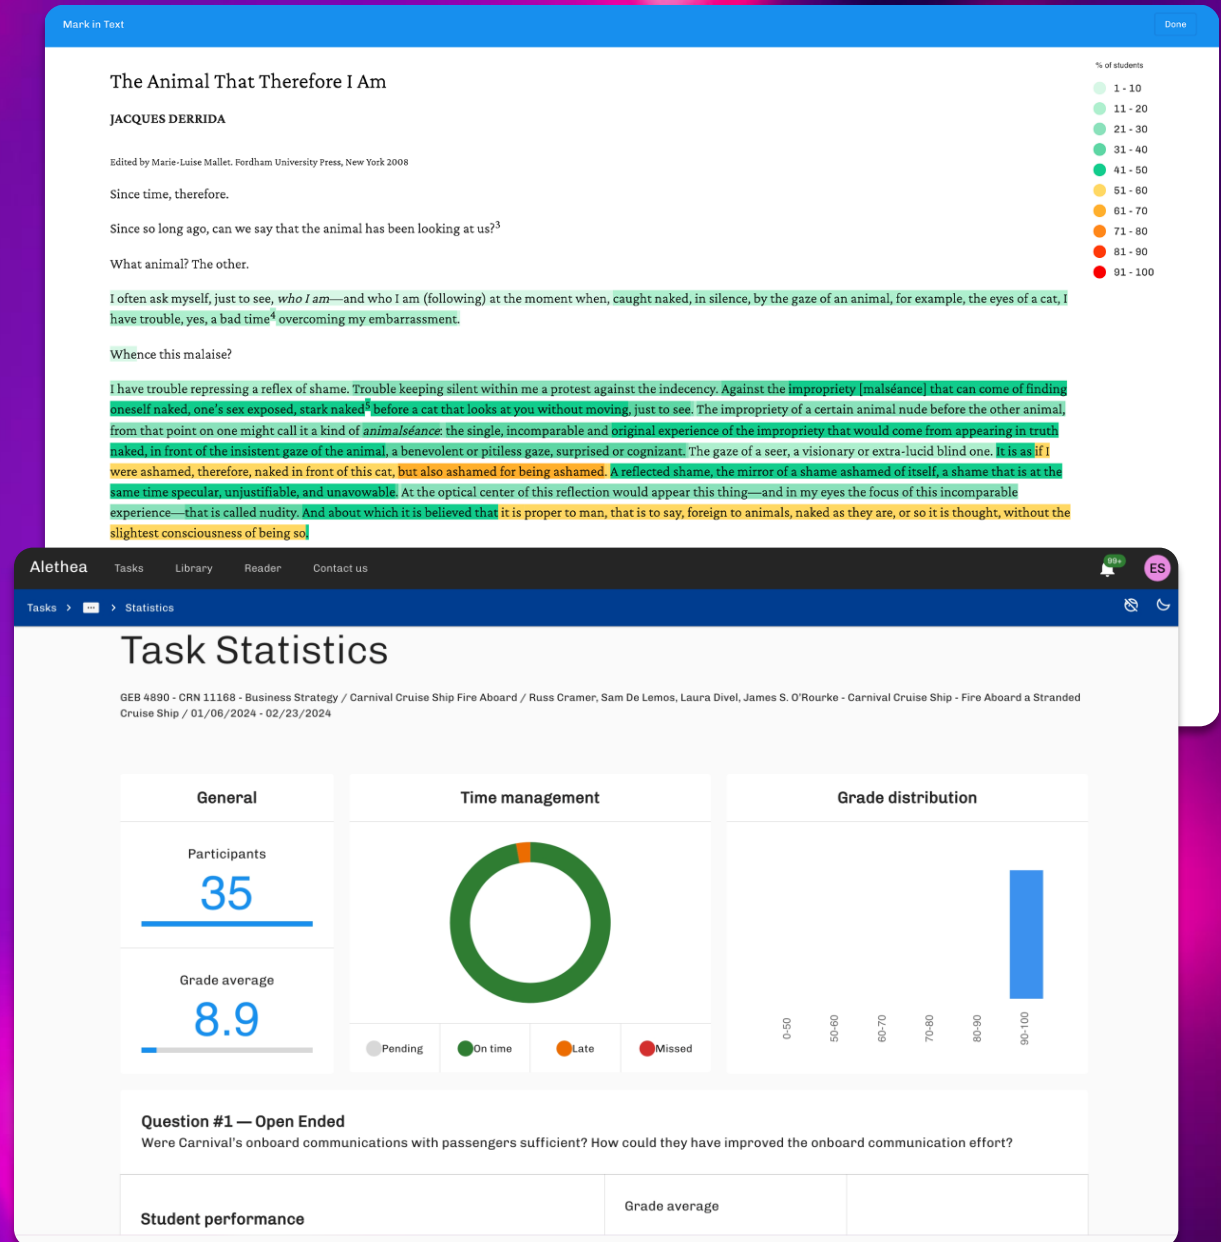 Mark in Text
Done
The Animal That Therefore I Am
JACQUES DERRIDA
Edited by Marie-Luise Mallet. Fordham University Press, New York 2008
Since time, therefore.
Since so long ago, can we say that the animal has been looking at us?3
What animal? The other.
I often ask myself, just to see, who I am—and who I am (following) at the moment when, caught naked, in silence, by the gaze of an animal, for example, the eyes of a cat, I
have trouble, yes, a bad time4 overcoming my embarrassment.
Whence this malaise?
I have trouble repressing a reflex of shame. Trouble keeping silent within me a protest against the indecency. Against the impropriety [malséance] that can come of finding
oneself naked, one's sex exposed, stark naked5 before a cat that looks at you without moving, just to see. The impropriety of a certain animal nude before the other animal,
from that point on one might call it a kind of animalséance: the single, incomparable and original experience of the impropriety that would come from appearing in truth
naked, in front of the insistent gaze of the animal, a benevolent or pitiless gaze, surprised or cognizant. The gaze of a seer, a visionary or extra-lucid blind one. It is as if I
were ashamed, therefore, naked in front of this cat, but also ashamed for being ashamed. A reflected shame, the mirror of a shame ashamed of itself, a shame that is at the
same time specular, unjustifiable, and unavowable. At the optical center of this reflection would appear this thing—and in my eyes the focus of this incomparable
experience—that is called nudity. And about which it is believed that it is proper to man, that is to say, foreign to animals, naked as they are, or so it is thought, without the
slightest consciousness of being so.
% of students
1 - 10
11 - 20
21 - 30
31 - 40
41 - 50
51 - 60
61 - 70
71 - 80
81 - 90
91 - 100
Alethea
Tasks
Library
Reader
Contact us
99+
ES
Tasks > ... > Statistics
Task Statistics
GEB 4890 - CRN 11168 - Business Strategy / Carnival Cruise Ship Fire Aboard / Russ Cramer, Sam De Lemos, Laura Divel, James S. O'Rourke - Carnival Cruise Ship - Fire Aboard a Stranded
Cruise Ship / 01/06/2024 - 02/23/2024
General
Participants
35
Grade average
8.9
Time management
Pending
On time
Late
Missed
Grade distribution
0-50
50-60
60-70
70-80
80-90
90-100
Question #1 — Open Ended
Were Carnival's onboard communications with passengers sufficient? How could they have improved the onboard communication effort?
Student performance
Grade average